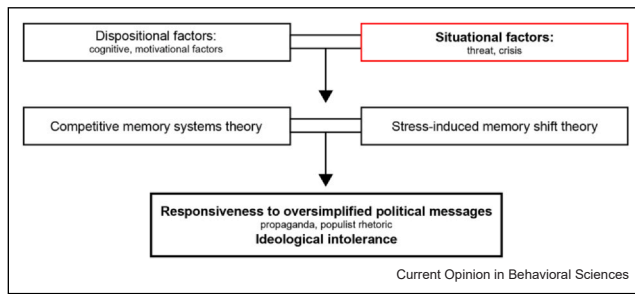 Dispositional factors:
cognitive, motivational factors
Situational factors:
threat, crisis
Competitive memory systems theory
Stress-induced memory shift theory
Responsiveness to oversimplified political messages
propaganda, populist rhetoric
Ideological intolerance
Current Opinion in Behavioral Sciences